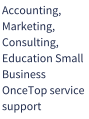 Accounting,
Marketing,
Consulting,
Education Small
Business
OnceTop service
support